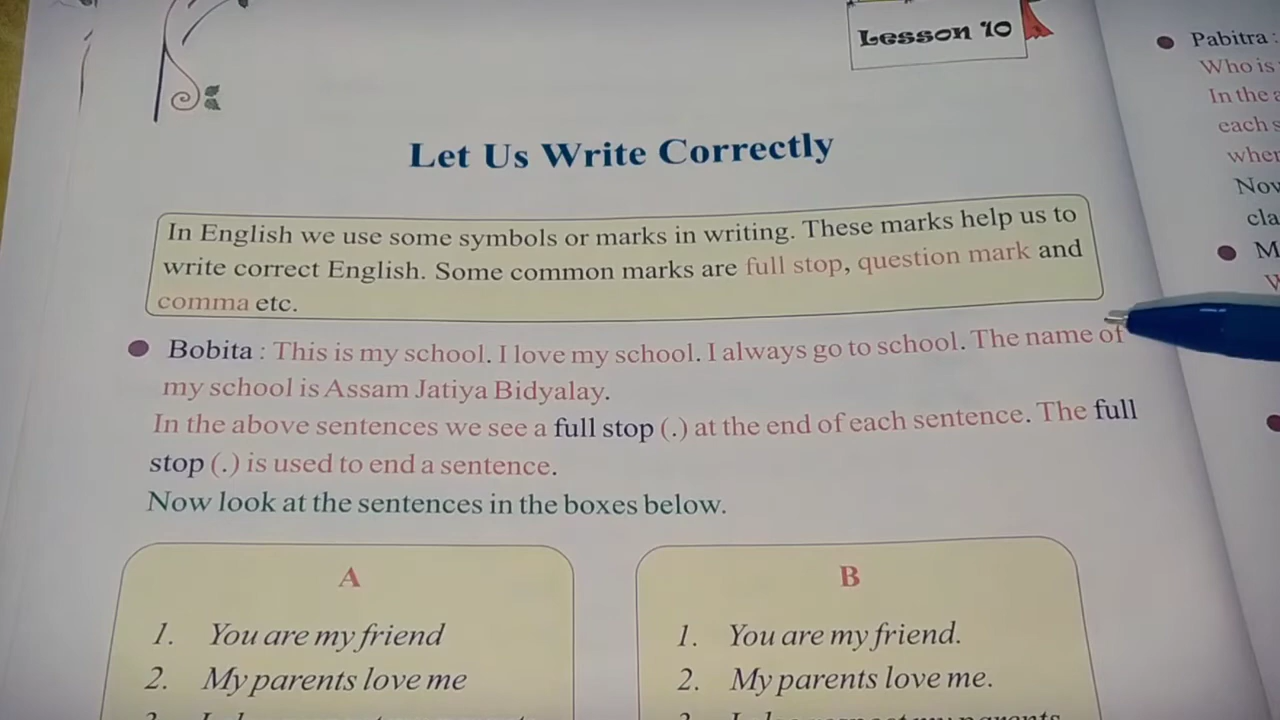 Lesson 10
Let Us Write Correctly
In English we use some symbols or marks in writing. These marks help us to
write correct English. Some common marks are full stop, question mark and
comma etc.
Bobita : This is my school. I love my school. I always go to school. The name of
my school is Assam Jatiya Bidyalay.
In the above sentences we see a full stop (.) at the end of each sentence. The full
stop (.) is used to end a sentence.
Now look at the sentences in the boxes below.
A
1. You are my friend
2. My parents love me
B
1. You are my friend.
2. My parents love me.
Pabitra :
Who is
In the
each